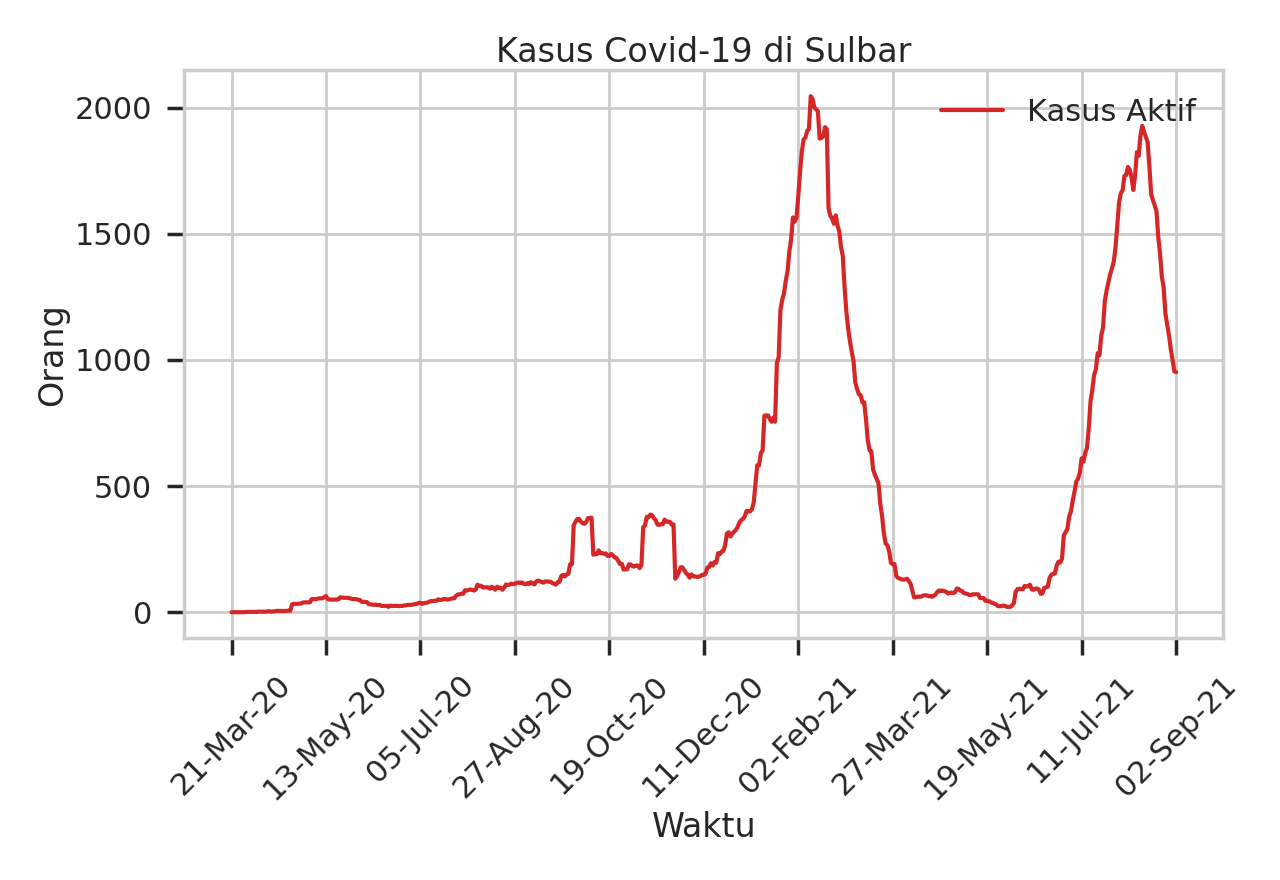 Kasus Covid-19 di Sulbar
Kasus Aktif
2000
1500
1000
500
0
Orang
21-Mar-20
13-May-20
05-Jul-20
27-Aug-20
19-Oct-20
11-Dec-20
02-Feb-21
27-Mar-21
19-May-21
11-Jul-21
02-Sep-21
Waktu